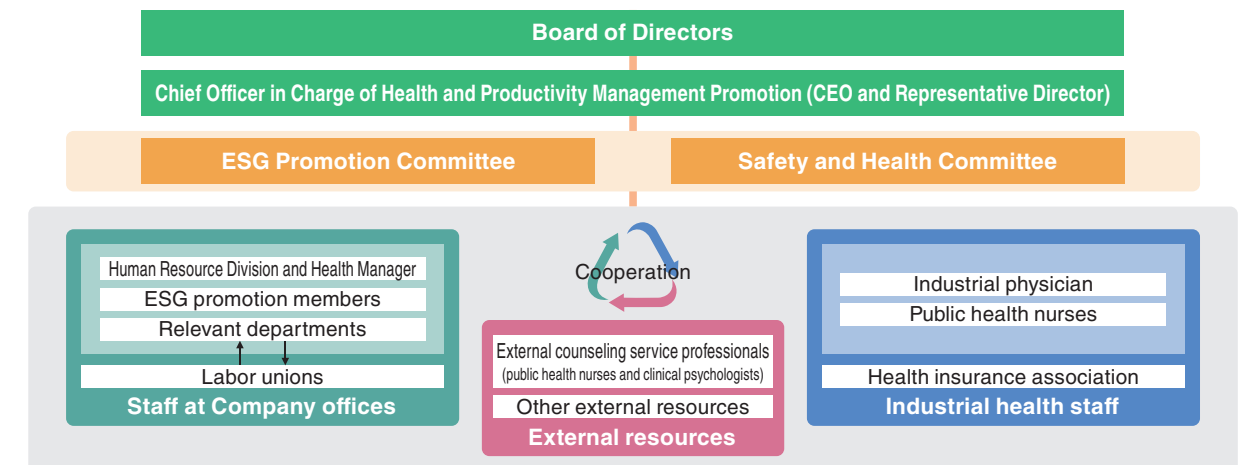 Board of Directors
Chief Officer in Charge of Health and Productivity Management Promotion (CEO and Representative Director)
ESG Promotion Committee
Safety and Health Committee
Human Resource Division and Health Manager
ESG promotion members
Relevant departments
Labor unions
Staff at Company offices
Cooperation
External counseling service professionals
(public health nurses and clinical psychologists)
Other external resources
External resources
Industrial physician
Public health nurses
Health insurance association
Industrial health staff